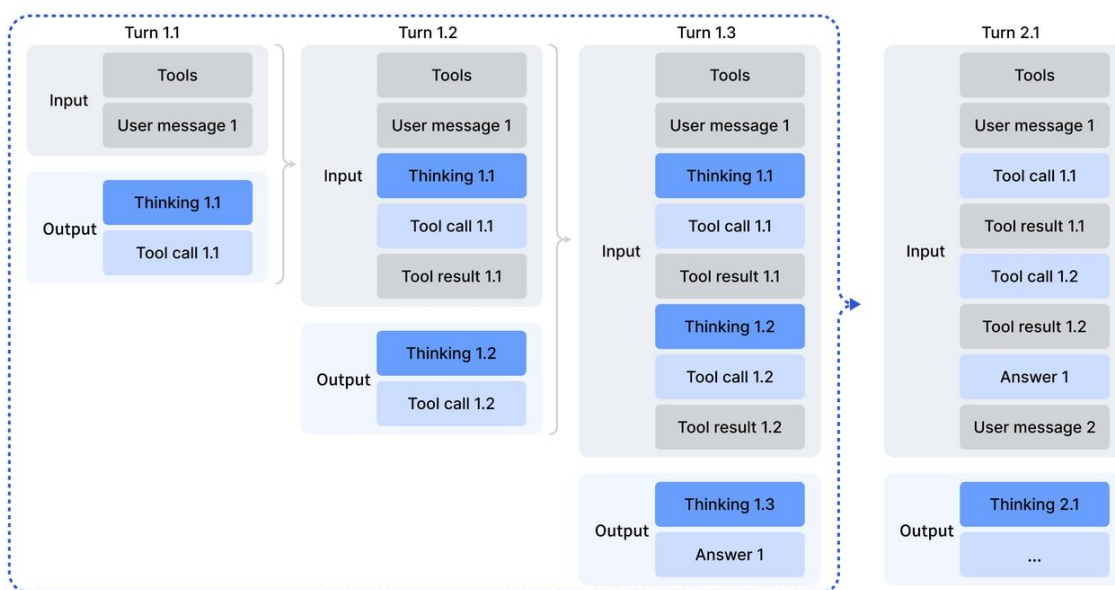 Turn 1.1
Input
Tools
User message 1
Output
Thinking 1.1
Tool call 1.1
Turn 1.2
Input
Tools
User message 1
Thinking 1.1
Tool call 1.1
Tool result 1.1
Output
Thinking 1.2
Tool call 1.2
Turn 1.3
Input
Tools
User message 1
Thinking 1.1
Tool call 1.1
Tool result 1.1
Thinking 1.2
Tool call 1.2
Tool result 1.2
Output
Thinking 1.3
Answer 1
Turn 2.1
Input
Tools
User message 1
Tool call 1.1
Tool result 1.1
Tool call 1.2
Tool result 1.2
Answer 1
User message 2
Output
Thinking 2.1
...